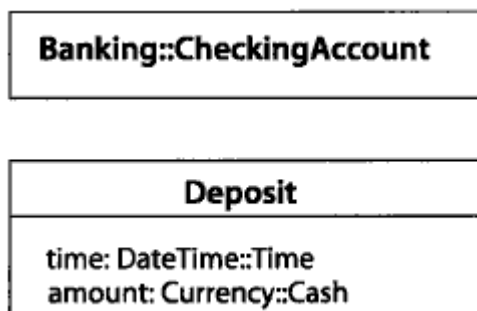 Banking::CheckingAccount
Deposit
time: DateTime::Time
amount: Currency::Cash